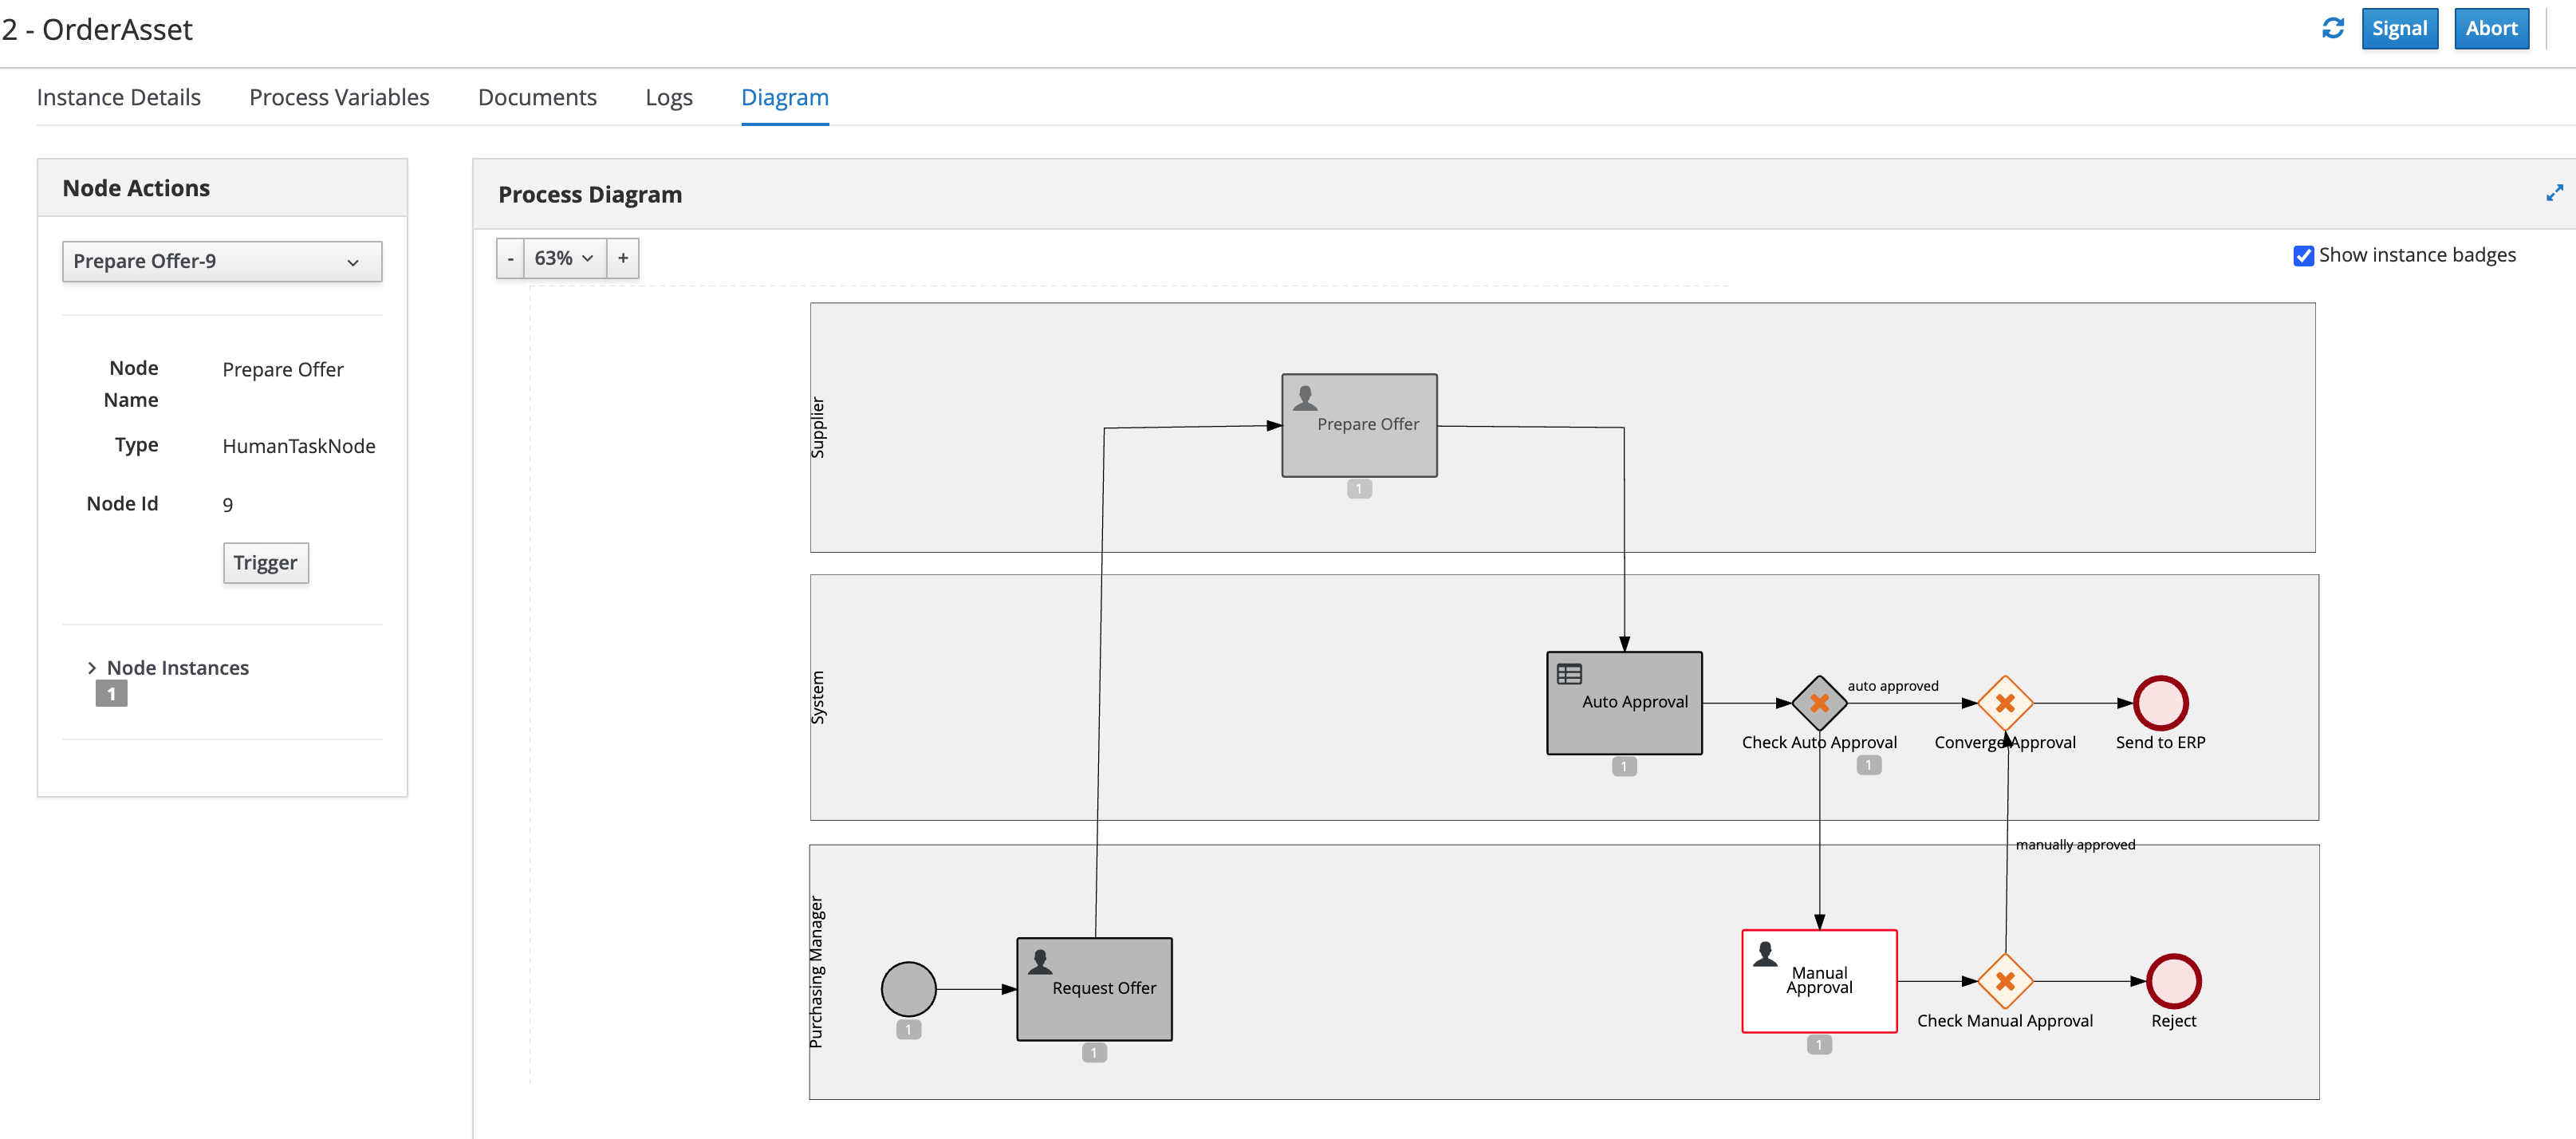 2 - OrderAsset
Signal
Abort
Instance Details
Process Variables
Documents
Logs
Diagram
Node Actions
Prepare Offer-9
Node
Name
Prepare Offer
Type
HumanTaskNode
Node Id
9
Trigger
Node Instances
1
Process Diagram
-
63%
+
Show instance badges
Supplier
Prepare Offer
1
System
Auto Approval
1
Check Auto Approval
1
auto approved
Converge Approval
Send to ERP
manually approved
Purchasing Manager
1
Request Offer
1
Manual
Approval
1
Check Manual Approval
Reject